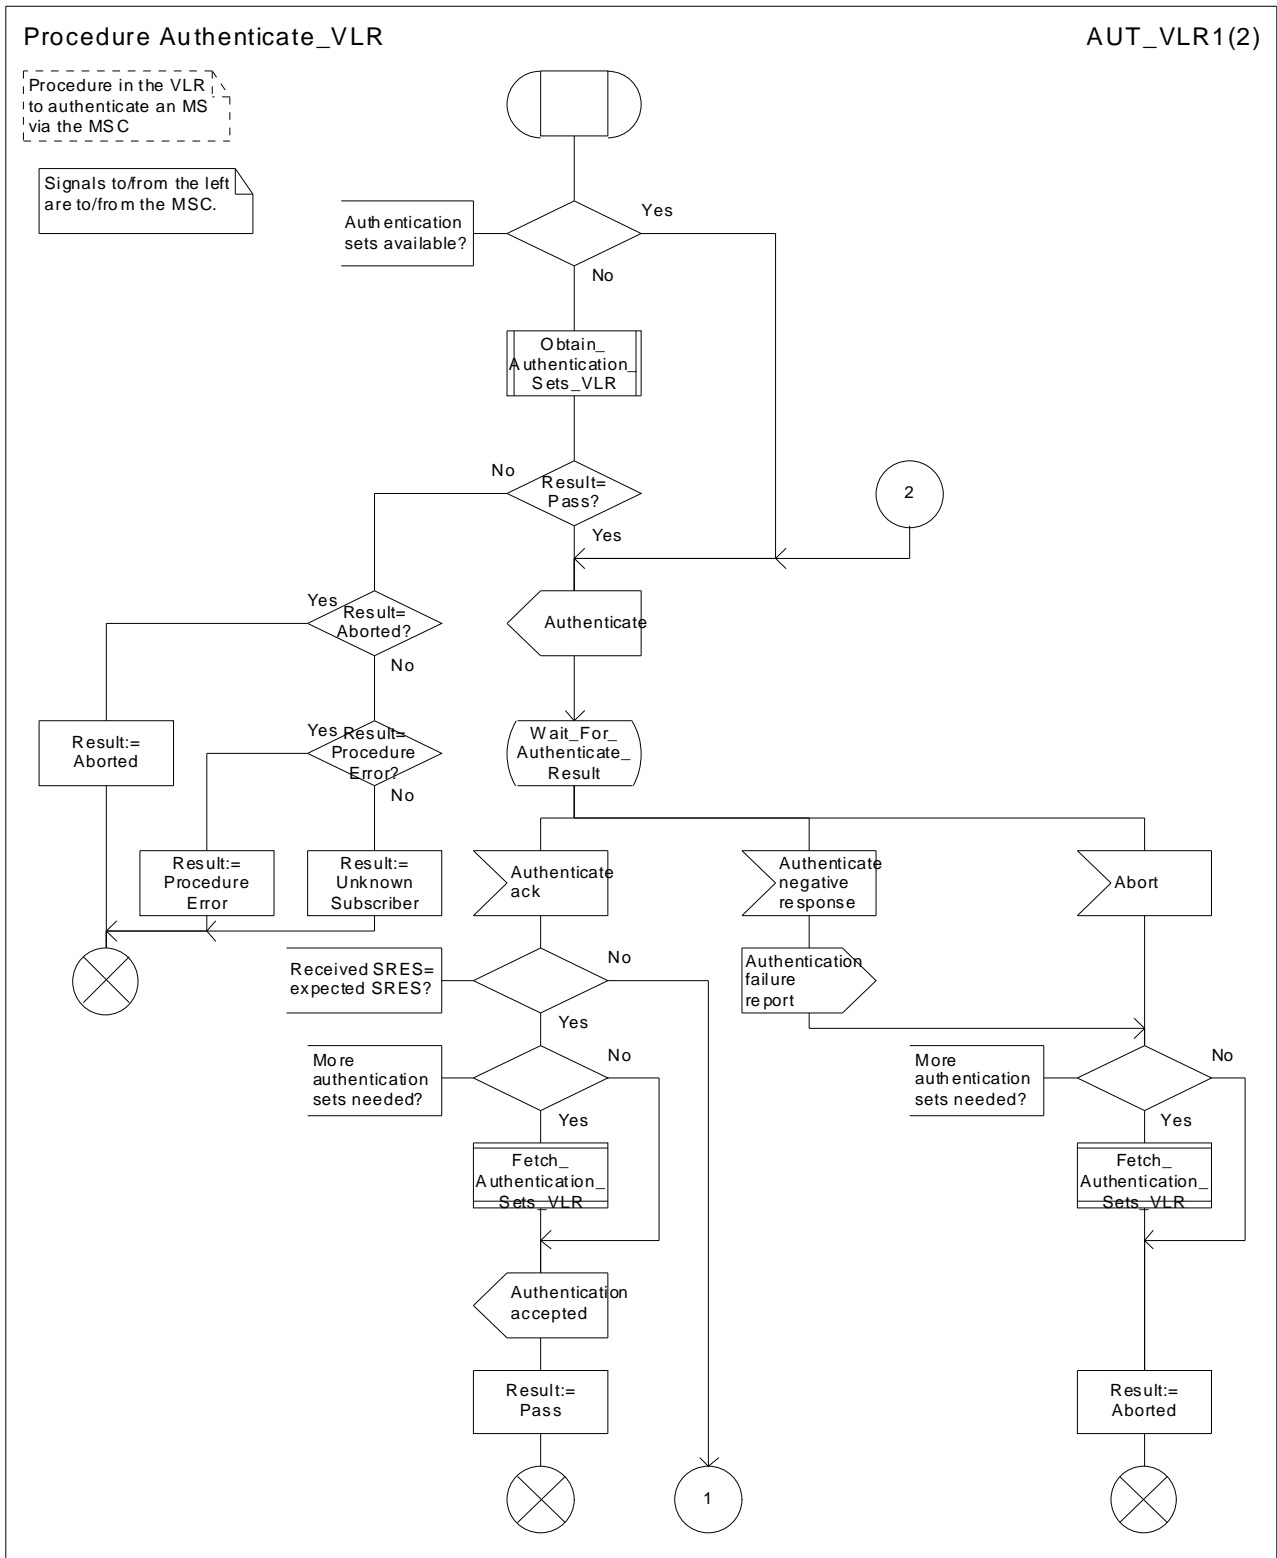 Procedure Authenticate_VLR
AUT_VLR1(2)
Procedure in the VLR
to authenticate an MS
via the MSC
Signals to/from the left
are to/from the MSC.
Authentication
sets available?
Yes
No
Obtain_
Authentication_
Sets_VLR
No
Result=
Pass?
Yes
2
Yes
Result=
Aborted?
No
Authenticate
Result:=
Aborted
Yes
Result=
Procedure
Error?
No
Wait_For_
Authenticate_
Result
Result:=
Procedure
Error
Result:=
Unknown
Subscriber
Authenticate
ack
Authenticate
negative
response
Abort
Received SRES=
expected SRES?
No
Yes
Authentication
failure
report
More
authentication
sets needed?
No
Yes
More
authentication
sets needed?
No
Yes
Fetch_
Authentication_
Sets_VLR
Fetch_
Authentication_
Sets_VLR
Authentication
accepted
Result:=
Pass
Result:=
Aborted
1